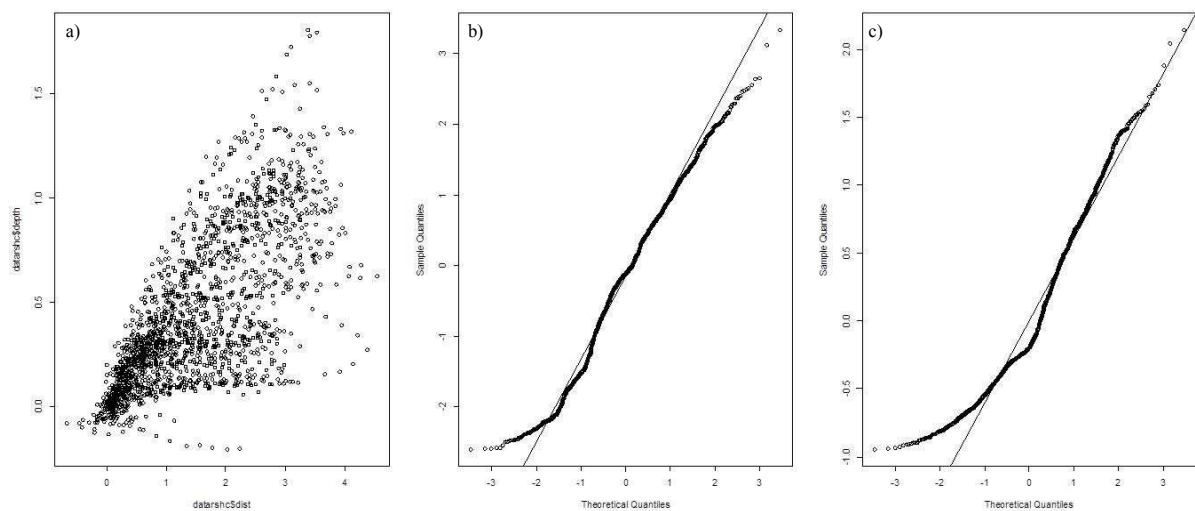 a)
datarshc$depth
0.0
0.5
1.0
1.5
0 1 2 3 4
datarshc$dist
b)
Sample Quantiles
-2
-1
0
1
2
3
-3 -2 -1 0 1 2 3
Theoretical Quantiles
c)
Sample Quantiles
-1.0
-0.5
0.0
0.5
1.0
1.5
2.0
-3 -2 -1 0 1 2 3
Theoretical Quantiles